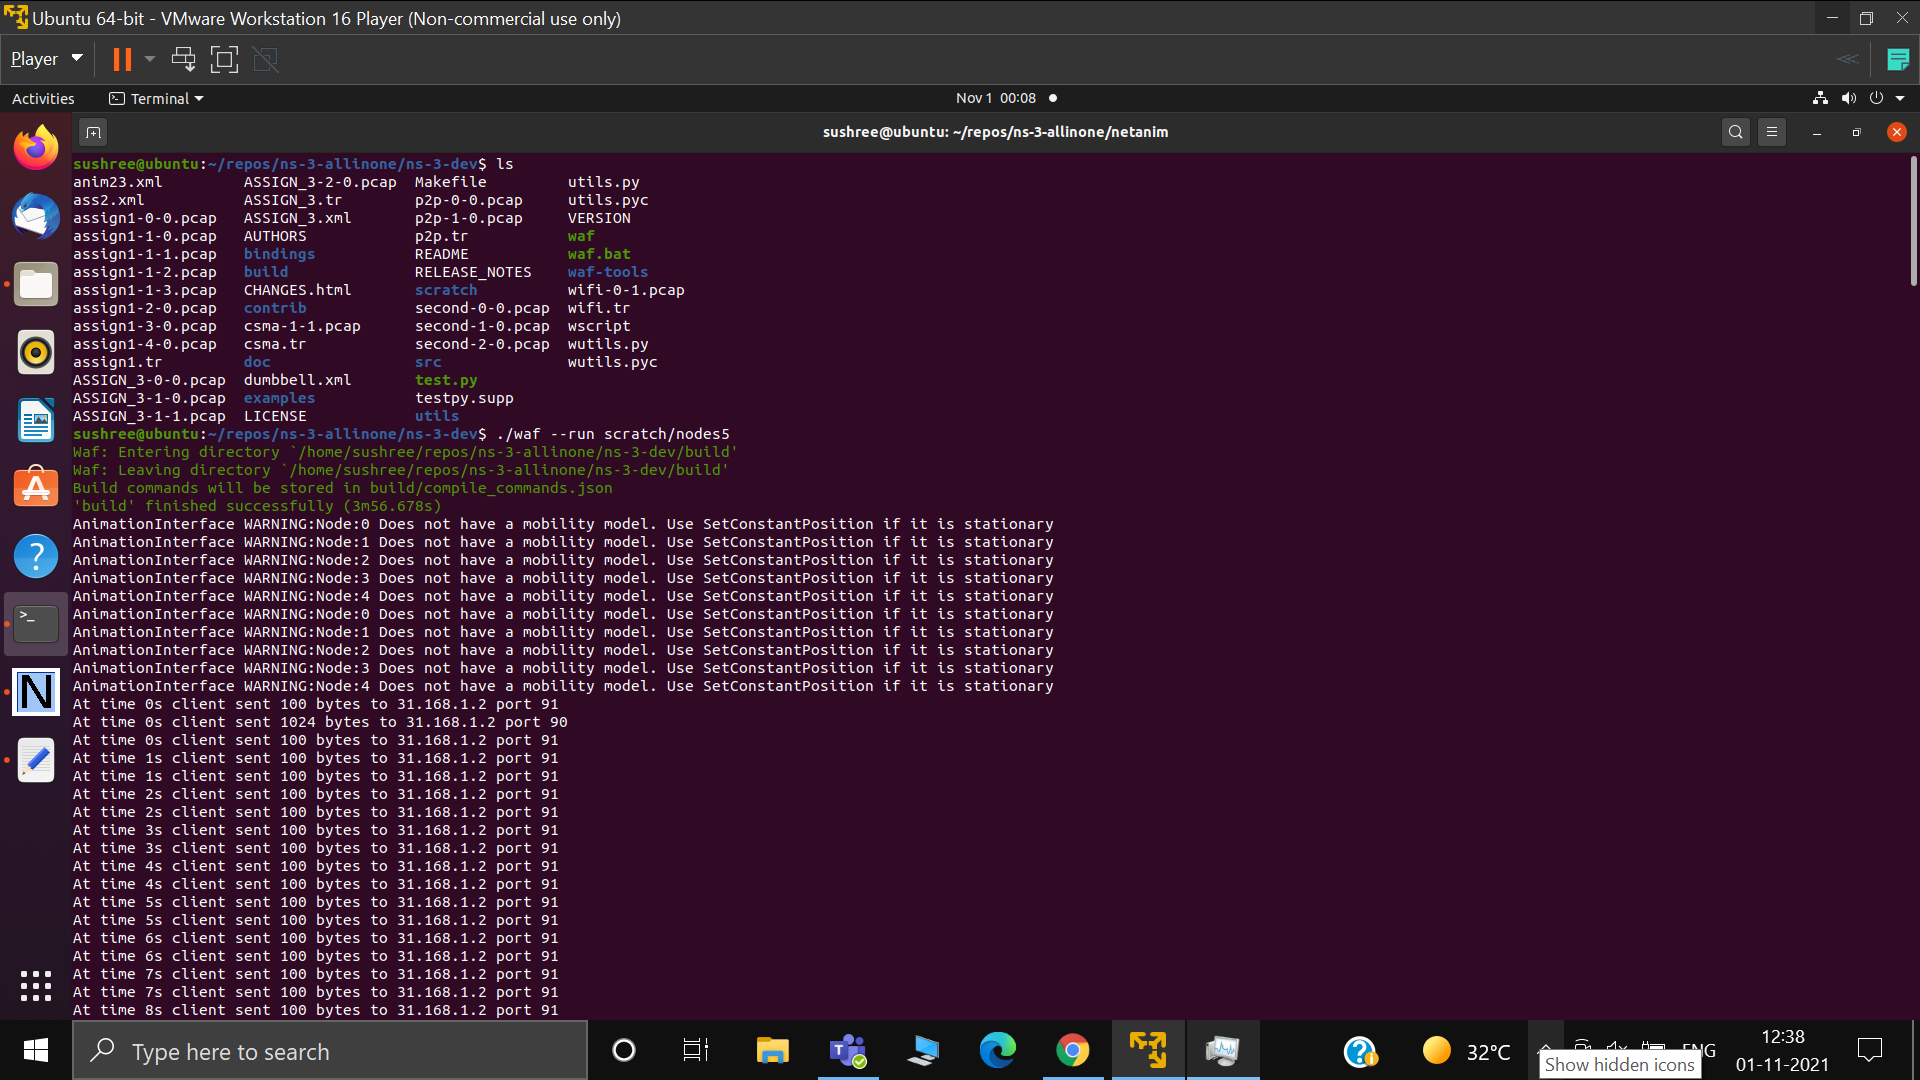 Ubuntu 64-bit - VMware Workstation 16 Player (Non-commercial use only)
Player
Activities Terminal Nov 1 00:08
sushree@ubuntu: ~/repos/ns-3-allinone/netanim
sushree@ubuntu:~/repos/ns-3-allinone/ns-3-dev$ ls
anim23.xml ASSIGN_3-2-0.pcap Makefile utils.py
ass2.xml ASSIGN_3.tr p2p-0-0.pcap utils.pyc
assign1-0-0.pcap ASSIGN_3.xml p2p-1-0.pcap VERSION
assign1-1-0.pcap AUTHORS p2p.tr waf
assign1-1-1.pcap bindings README waf.bat
assign1-1-2.pcap build RELEASE_NOTES waf-tools
assign1-1-3.pcap CHANGES.html scratch wifi-0-1.pcap
assign1-2-0.pcap contrib second-0-0.pcap wifi.tr
assign1-3-0.pcap csma-1-1.pcap second-1-0.pcap wscript
assign1-4-0.pcap csma.tr second-2-0.pcap wutils.py
assign1.tr doc src wutils.pyc
ASSIGN_3-0-0.pcap dumbbell.xml test.py
ASSIGN_3-1-0.pcap examples testpy.supp
ASSIGN_3-1-1.pcap LICENSE utils
sushree@ubuntu:~/repos/ns-3-allinone/ns-3-dev$ ./waf --run scratch/nodes5
Waf: Entering directory `/home/sushree/repos/ns-3-allinone/ns-3-dev/build'
Waf: Leaving directory `/home/sushree/repos/ns-3-allinone/ns-3-dev/build'
Build commands will be stored in build/compile_commands.json
'build' finished successfully (3m56.678s)
AnimationInterface WARNING:Node:0 Does not have a mobility model. Use SetConstantPosition if it is stationary
AnimationInterface WARNING:Node:1 Does not have a mobility model. Use SetConstantPosition if it is stationary
AnimationInterface WARNING:Node:2 Does not have a mobility model. Use SetConstantPosition if it is stationary
AnimationInterface WARNING:Node:3 Does not have a mobility model. Use SetConstantPosition if it is stationary
AnimationInterface WARNING:Node:4 Does not have a mobility model. Use SetConstantPosition if it is stationary
AnimationInterface WARNING:Node:0 Does not have a mobility model. Use SetConstantPosition if it is stationary
AnimationInterface WARNING:Node:1 Does not have a mobility model. Use SetConstantPosition if it is stationary
AnimationInterface WARNING:Node:2 Does not have a mobility model. Use SetConstantPosition if it is stationary
AnimationInterface WARNING:Node:3 Does not have a mobility model. Use SetConstantPosition if it is stationary
AnimationInterface WARNING:Node:4 Does not have a mobility model. Use SetConstantPosition if it is stationary
At time 0s client sent 100 bytes to 31.168.1.2 port 91
At time 0s client sent 1024 bytes to 31.168.1.2 port 90
At time 0s client sent 100 bytes to 31.168.1.2 port 91
At time 1s client sent 100 bytes to 31.168.1.2 port 91
At time 1s client sent 100 bytes to 31.168.1.2 port 91
At time 2s client sent 100 bytes to 31.168.1.2 port 91
At time 2s client sent 100 bytes to 31.168.1.2 port 91
At time 3s client sent 100 bytes to 31.168.1.2 port 91
At time 3s client sent 100 bytes to 31.168.1.2 port 91
At time 4s client sent 100 bytes to 31.168.1.2 port 91
At time 4s client sent 100 bytes to 31.168.1.2 port 91
At time 5s client sent 100 bytes to 31.168.1.2 port 91
At time 5s client sent 100 bytes to 31.168.1.2 port 91
At time 6s client sent 100 bytes to 31.168.1.2 port 91
At time 6s client sent 100 bytes to 31.168.1.2 port 91
At time 7s client sent 100 bytes to 31.168.1.2 port 91
At time 7s client sent 100 bytes to 31.168.1.2 port 91
At time 8s client sent 100 bytes to 31.168.1.2 port 91
N
Type here to search
32°C
ENG
Show hidden icons
12:38
01-11-2021